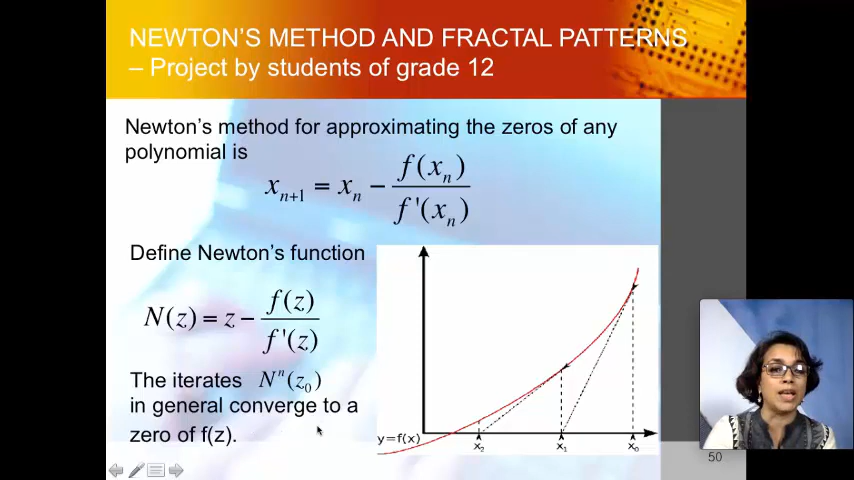 NEWTON'S METHOD AND FRACTAL PATTERNS
– Project by students of grade 12
Newton's method for approximating the zeros of any
polynomial is
xₙ₊₁ = xₙ − f(xₙ) / f'(xₙ)
Define Newton's function
N(z) = z − f(z) / f'(z)
The iterates Nⁿ(z₀)
in general converge to a
zero of f(z).
y=f(x)
x₂ x₁ x₀
50